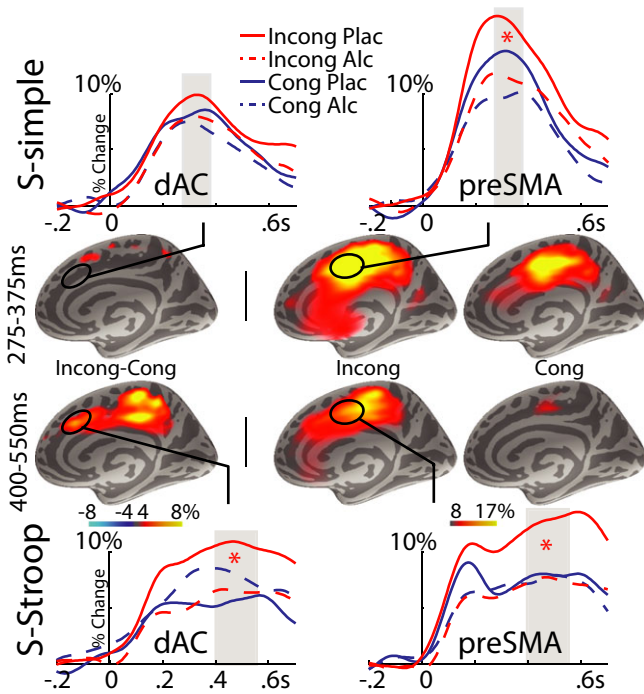 S-simple
Incong Plac
Incong Alc
Cong Plac
Cong Alc
10%
% Change
dAC
preSMA
*
-.2 0 .6s
-.2 0 .6s
275-375ms
Incong-Cong Incong Cong
400-550ms
-8 -4 4 8%
8 17%
S-Stroop
10%
% Change
*
dAC
10%
*
preSMA
-.2 0 .2 .4 .6s
-.2 0 .6s